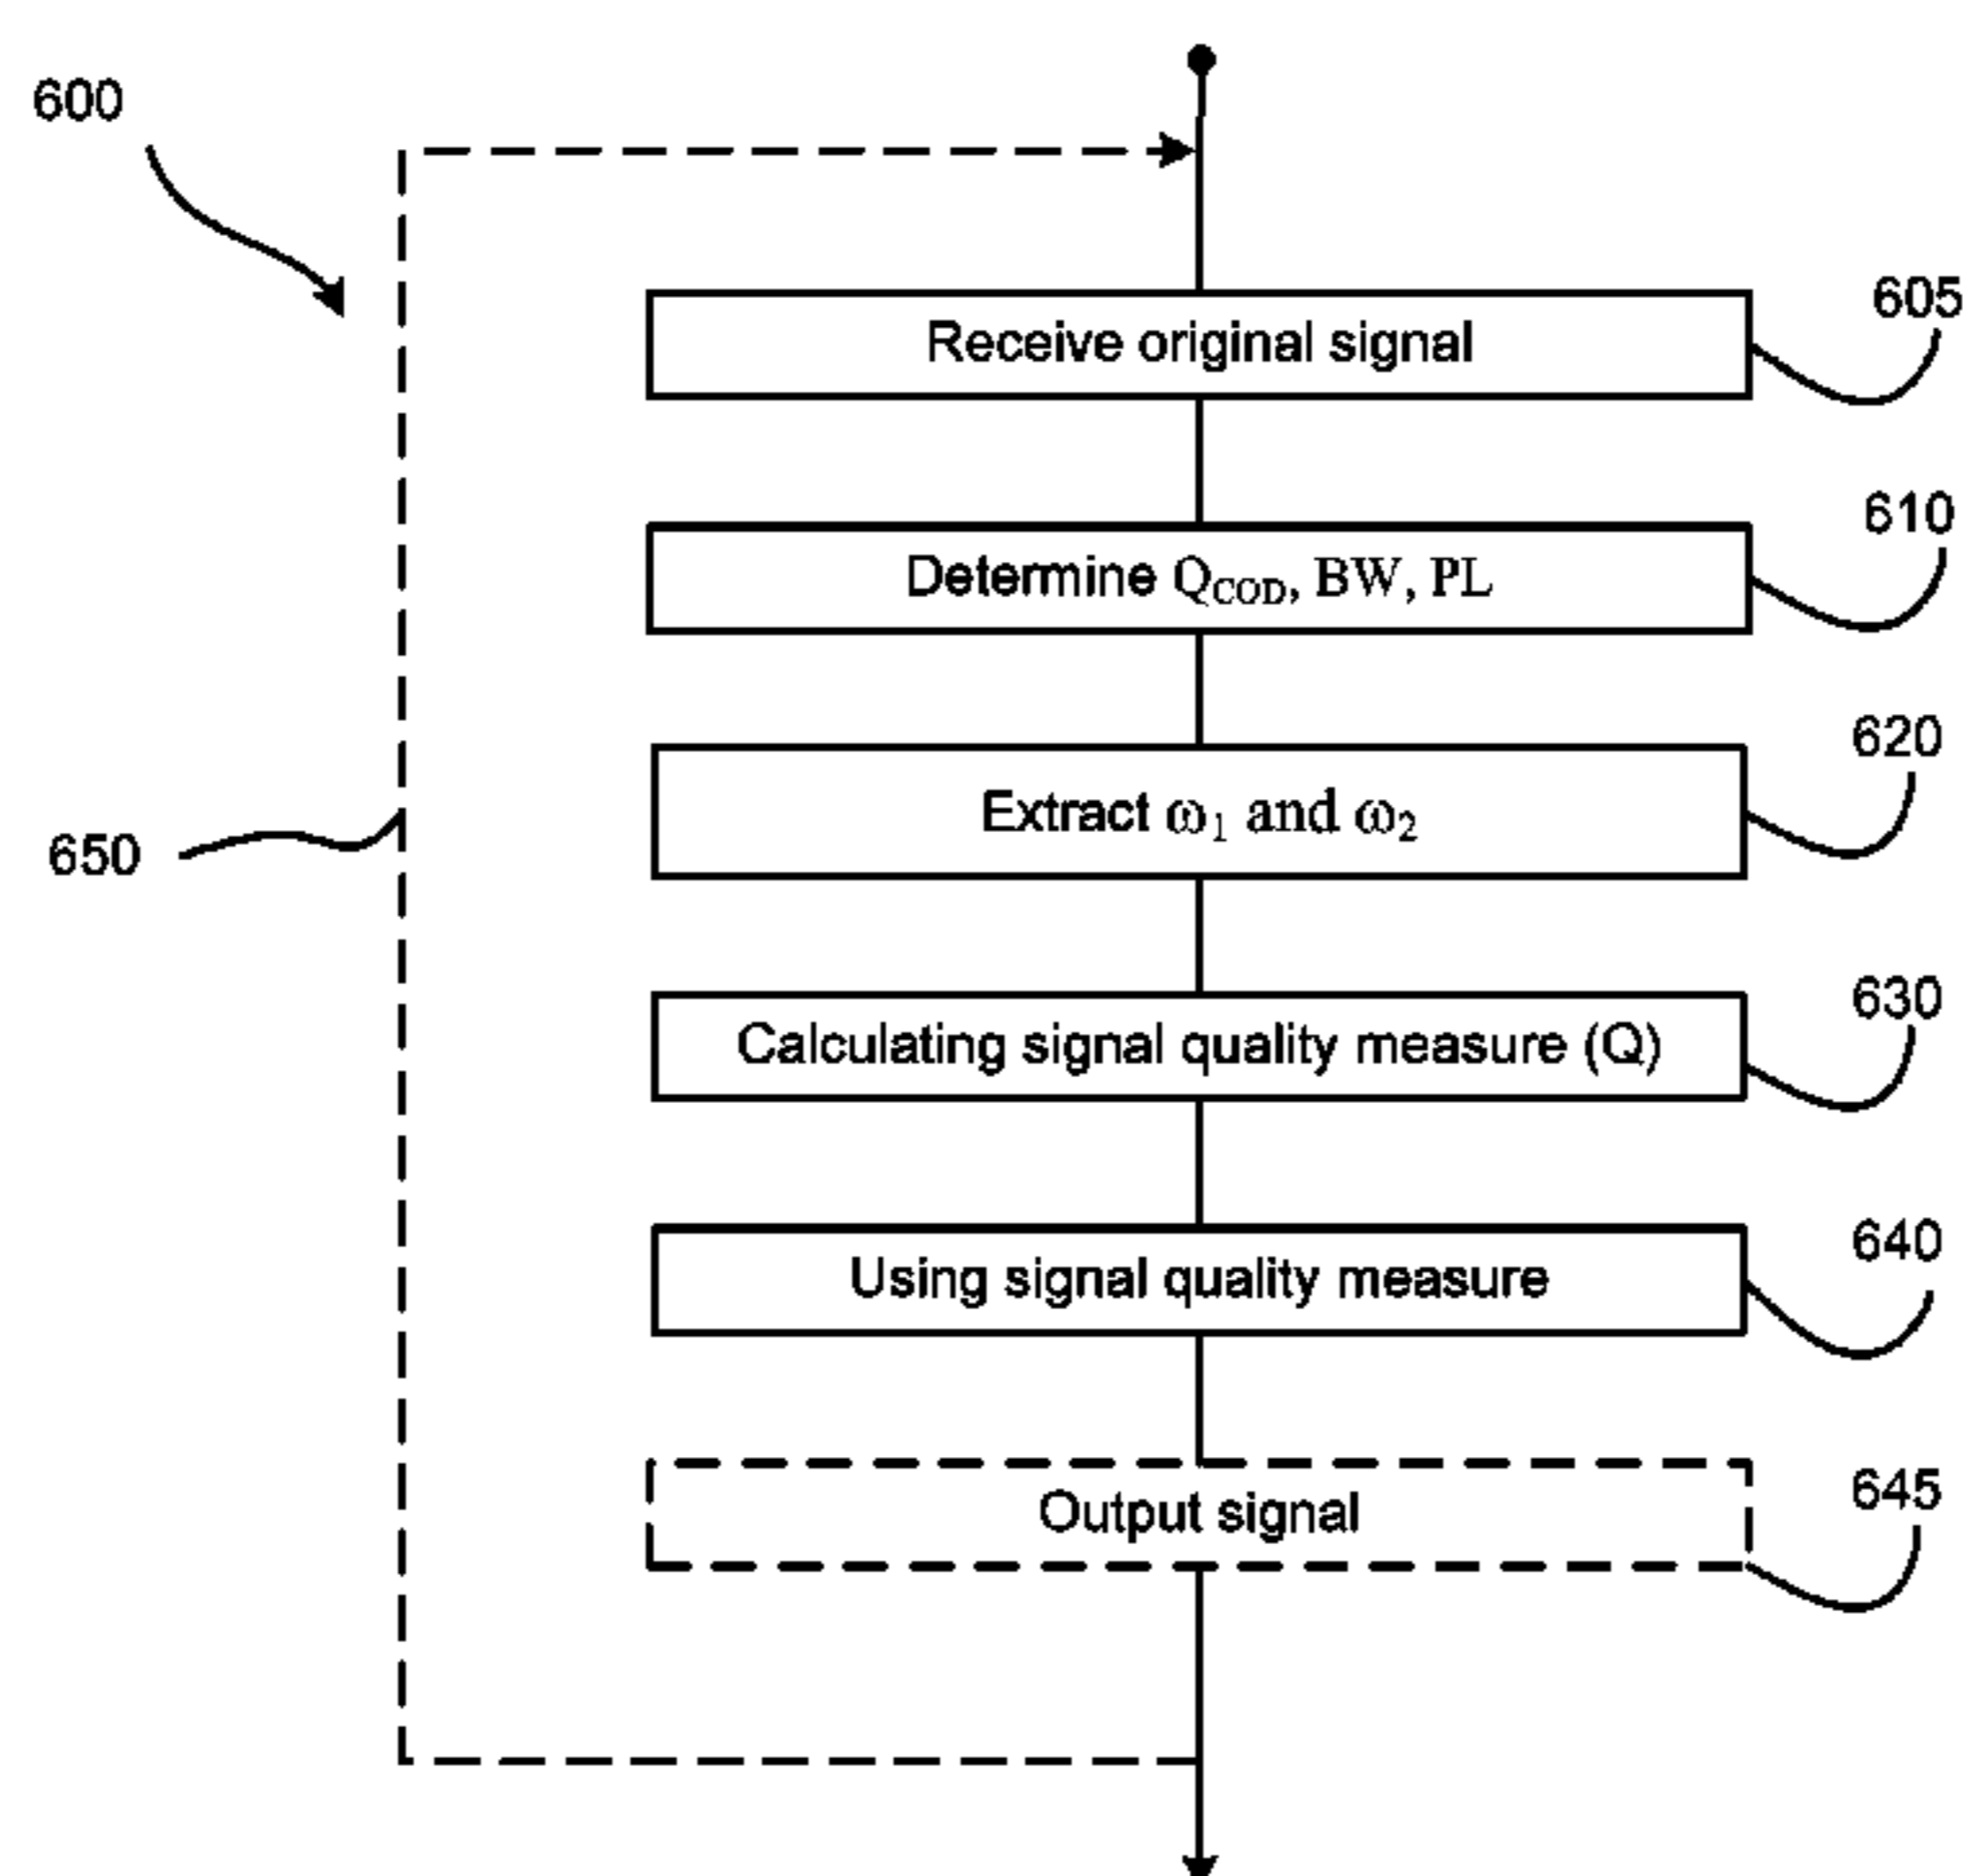 600
Receive original signal
605
Determine Q_COD, BW, PL
610
Extract ω₁ and ω₂
620
650
Calculating signal quality measure (Q)
630
Using signal quality measure
640
Output signal
645